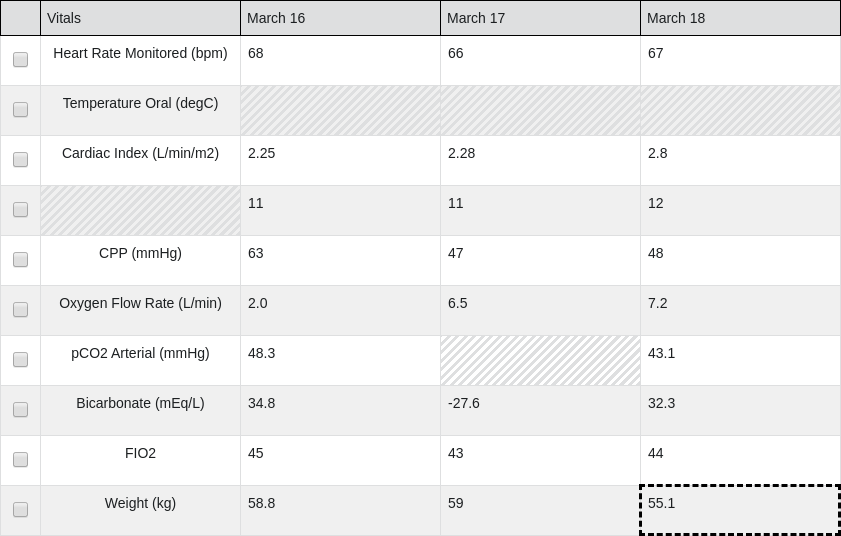 Vitals March 16 March 17 March 18
Heart Rate Monitored (bpm) 68 66 67
Temperature Oral (degC)
Cardiac Index (L/min/m2) 2.25 2.28 2.8
11 11 12
CPP (mmHg) 63 47 48
Oxygen Flow Rate (L/min) 2.0 6.5 7.2
pCO2 Arterial (mmHg) 48.3 43.1
Bicarbonate (mEq/L) 34.8 -27.6 32.3
FIO2 45 43 44
Weight (kg) 58.8 59 55.1